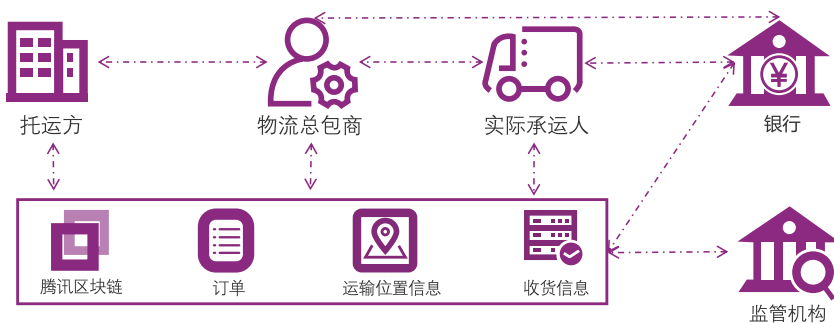 托运方
物流总包商
实际承运人
¥
银行
腾讯区块链
订单
运输位置信息
收货信息
监管机构